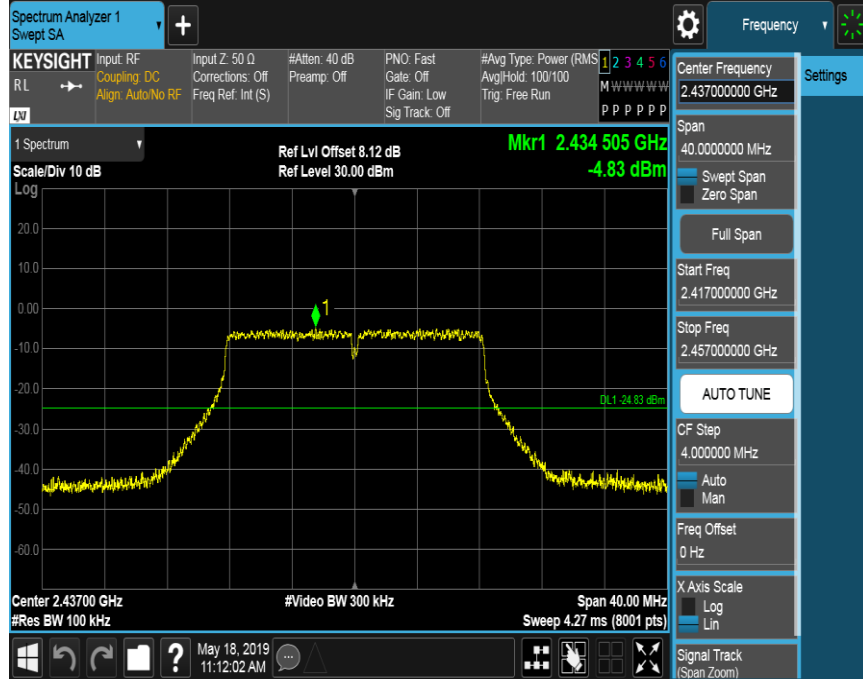 Spectrum Analyzer 1
Swept SA
+
Frequency
KEYSIGHT
RL
LXI
Input: RF
Coupling: DC
Align: Auto/No RF
Input Z: 50 Ω
Corrections: Off
Freq Ref: Int (S)
#Atten: 40 dB
Preamp: Off
PNO: Fast
Gate: Off
IF Gain: Low
Sig Track: Off
#Avg Type: Power (RMS
Avg|Hold: 100/100
Trig: Free Run
1 2 3 4 5 6
M W W W W W
P P P P P P
1 Spectrum
Scale/Div 10 dB
Log
Ref Lvl Offset 8.12 dB
Ref Level 30.00 dBm
Mkr1 2.434 505 GHz
-4.83 dBm
20.0
10.0
0.00
-10.0
-20.0
-30.0
-40.0
-50.0
-60.0
1
DL1 -24.83 dBm
Center 2.43700 GHz
#Res BW 100 kHz
#Video BW 300 kHz
Span 40.00 MHz
Sweep 4.27 ms (8001 pts)
?
May 18, 2019
11:12:02 AM
Center Frequency
2.437000000 GHz
Settings
Span
40.0000000 MHz
Swept Span
Zero Span
Full Span
Start Freq
2.417000000 GHz
Stop Freq
2.457000000 GHz
AUTO TUNE
CF Step
4.000000 MHz
Auto
Man
Freq Offset
0 Hz
X Axis Scale
Log
Lin
Signal Track
(Span Zoom)